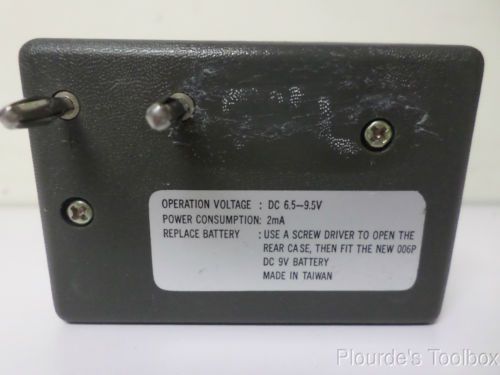 OPERATION VOLTAGE : DC 6.5–9.5V
POWER CONSUMPTION: 2mA
REPLACE BATTERY : USE A SCREW DRIVER TO OPEN THE
REAR CASE, THEN FIT THE NEW 006P
DC 9V BATTERY
MADE IN TAIWAN
Plourde's Toolbox